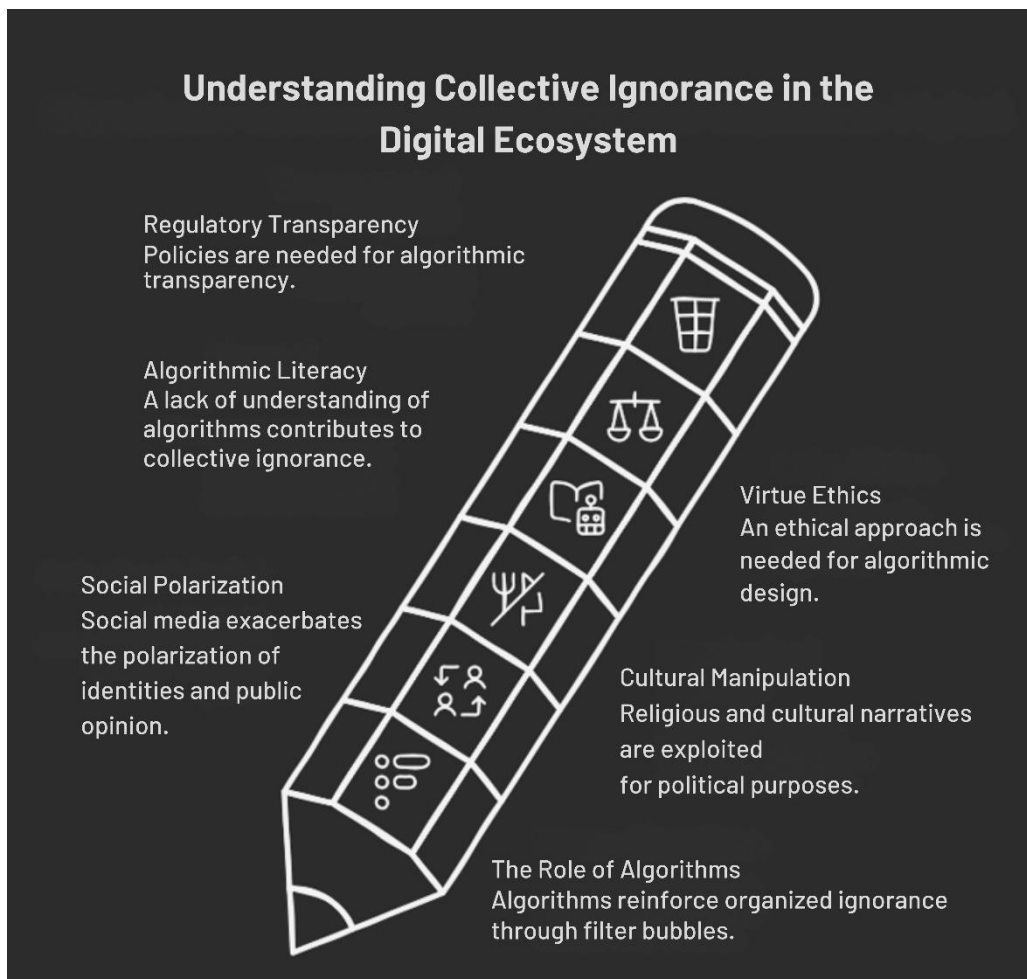 Understanding Collective Ignorance in the
Digital Ecosystem
Regulatory Transparency
Policies are needed for algorithmic
transparency.
Algorithmic Literacy
A lack of understanding of
algorithms contributes to
collective ignorance.
Virtue Ethics
An ethical approach is
needed for algorithmic
design.
Social Polarization
Social media exacerbates
the polarization of
identities and public
opinion.
Cultural Manipulation
Religious and cultural narratives
are exploited
for political purposes.
The Role of Algorithms
Algorithms reinforce organized ignorance
through filter bubbles.